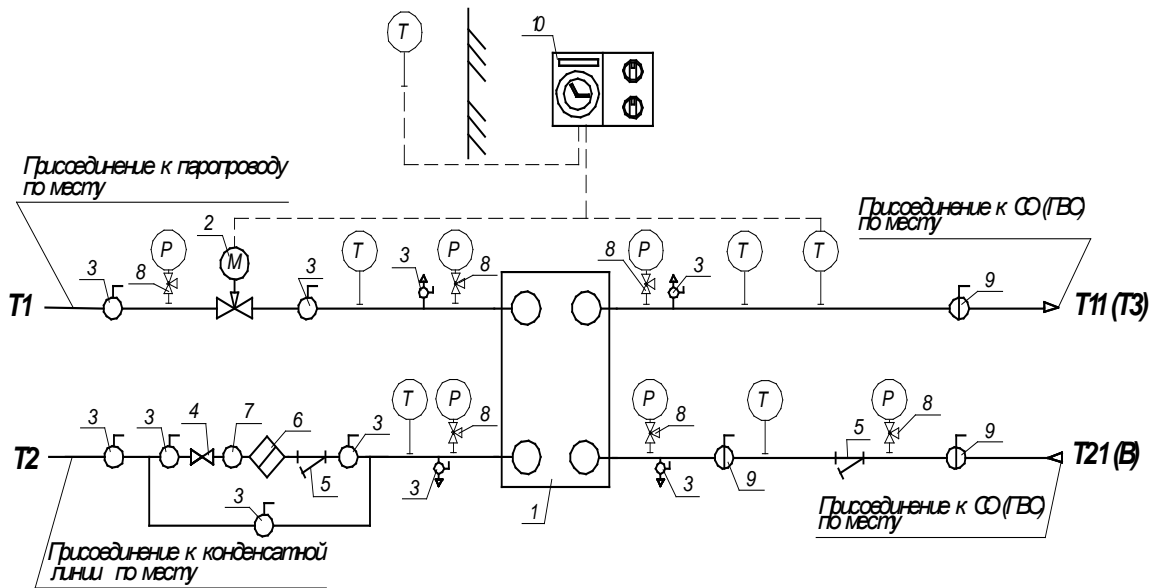 T
10
Присоединение к паропроводу
по месту
Присоединение к СО (ГВС)
по месту
P
2
M
T
P
P
T
T
3
8
3
3
8
8
3
9
T1
T11 (T3)
T
P
P
T
P
3
3
4
7
6
3
8
8
5
8
9
T2
T21 (В)
5
3
3
9
3
1
Присоединение к СО (ГВС)
по месту
Присоединение к конденсатной
линии по месту